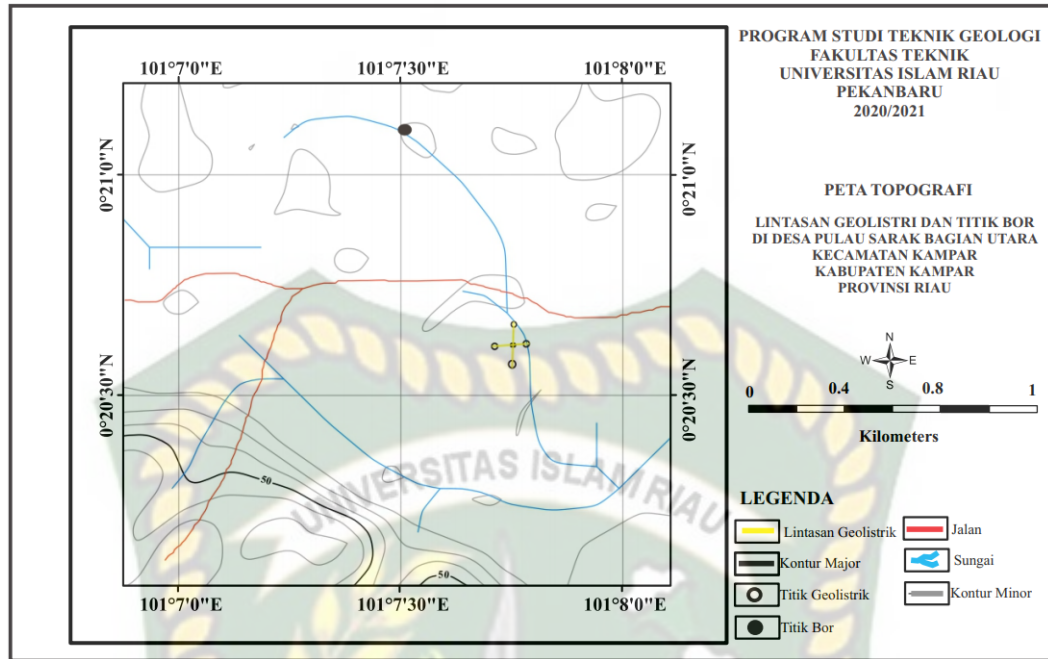 PROGRAM STUDI TEKNIK GEOLOGI
FAKULTAS TEKNIK
UNIVERSITAS ISLAM RIAU
PEKANBARU
2020/2021
PETA TOPOGRAFI
LINTASAN GEOLISTRI DAN TITIK BOR
DI DESA PULAU SARAK BAGIAN UTARA
KECAMATAN KAMPAR
KABUPATEN KAMPAR
PROVINSI RIAU
N
W E
S
0 0.4 0.8 1
Kilometers
LEGENDA
Lintasan Geolistrik
Jalan
Kontur Major
Sungai
Titik Geolistrik
Kontur Minor
Titik Bor
101°7'0"E 101°7'30"E 101°8'0"E
0°21'0"N 0°21'0"N
0°20'30"N 0°20'30"N
50
50
UNIVERSITAS ISLAM RIAU
101°7'0"E 101°7'30"E 101°8'0"E